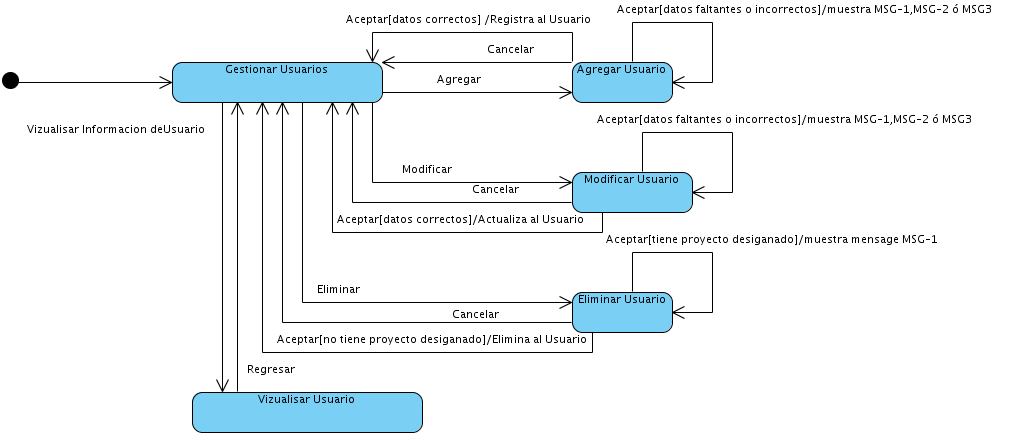 Aceptar[datos faltantes o incorrectos]/muestra MSG-1,MSG-2 ó MSG3
Aceptar[datos correctos] /Registra al Usuario
Cancelar
Gestionar Usuarios
Agregar Usuario
Agregar
Aceptar[datos faltantes o incorrectos]/muestra MSG-1,MSG-2 ó MSG3
Vizualisar Informacion deUsuario
Modificar
Modificar Usuario
Cancelar
Aceptar[datos correctos]/Actualiza al Usuario
Aceptar[tiene proyecto desiganado]/muestra mensage MSG-1
Eliminar
Eliminar Usuario
Cancelar
Aceptar[no tiene proyecto desiganado]/Elimina al Usuario
Regresar
Vizualisar Usuario